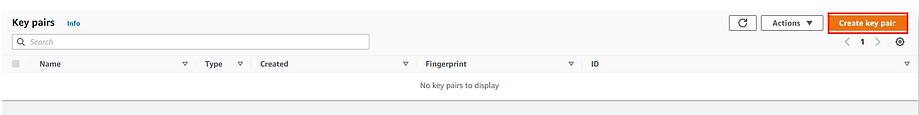 Key pairs Info Actions Create key pair
Search 1
Name Type Created Fingerprint ID
No key pairs to display